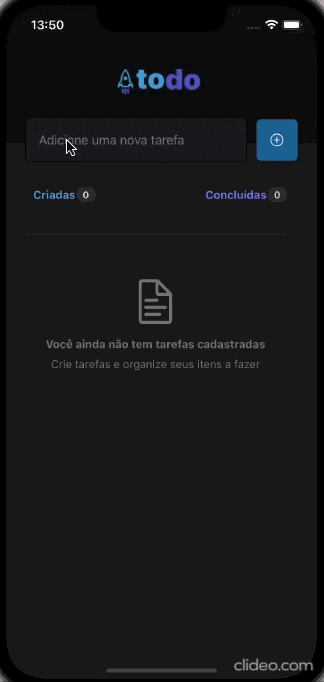 13:50
todo
Adicione uma nova tarefa
Criadas 0
Concluídas 0
Você ainda não tem tarefas cadastradas
Crie tarefas e organize seus itens a fazer
clideo.com